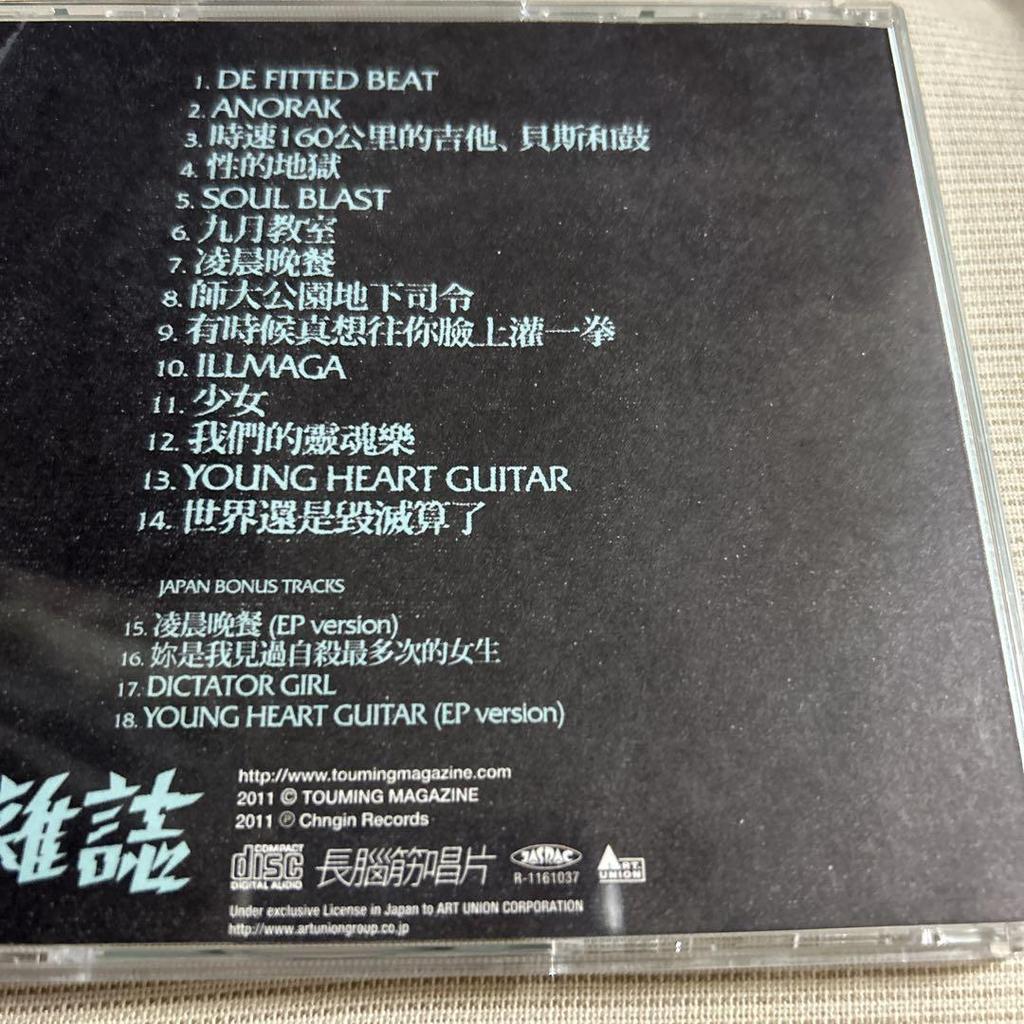 1. DE FITTED BEAT
2. ANORAK
3. 時速160公里的吉他、貝斯和鼓
4. 性的地獄
5. SOUL BLAST
6. 九月教室
7. 凌晨晚餐
8. 師大公園地下司令
9. 有時候真想往你臉上灌一拳
10. ILLMAGA
11. 少女
12. 我們的靈魂樂
13. YOUNG HEART GUITAR
14. 世界還是毀滅算了
JAPAN BONUS TRACKS
15. 凌晨晚餐 (EP version)
16. 妳是我見過自殺最多次的女生
17. DICTATOR GIRL
18. YOUNG HEART GUITAR (EP version)
雜誌
http://www.toumingmagazine.com
2011 © TOUMING MAGAZINE
2011 ℗ Chngin Records
COMPACT disc DIGITAL AUDIO
長腦筋唱片
JASRAC
R-1161037
ART UNION
Under exclusive License in Japan to ART UNION CORPORATION
http://www.artuniongroup.co.jp